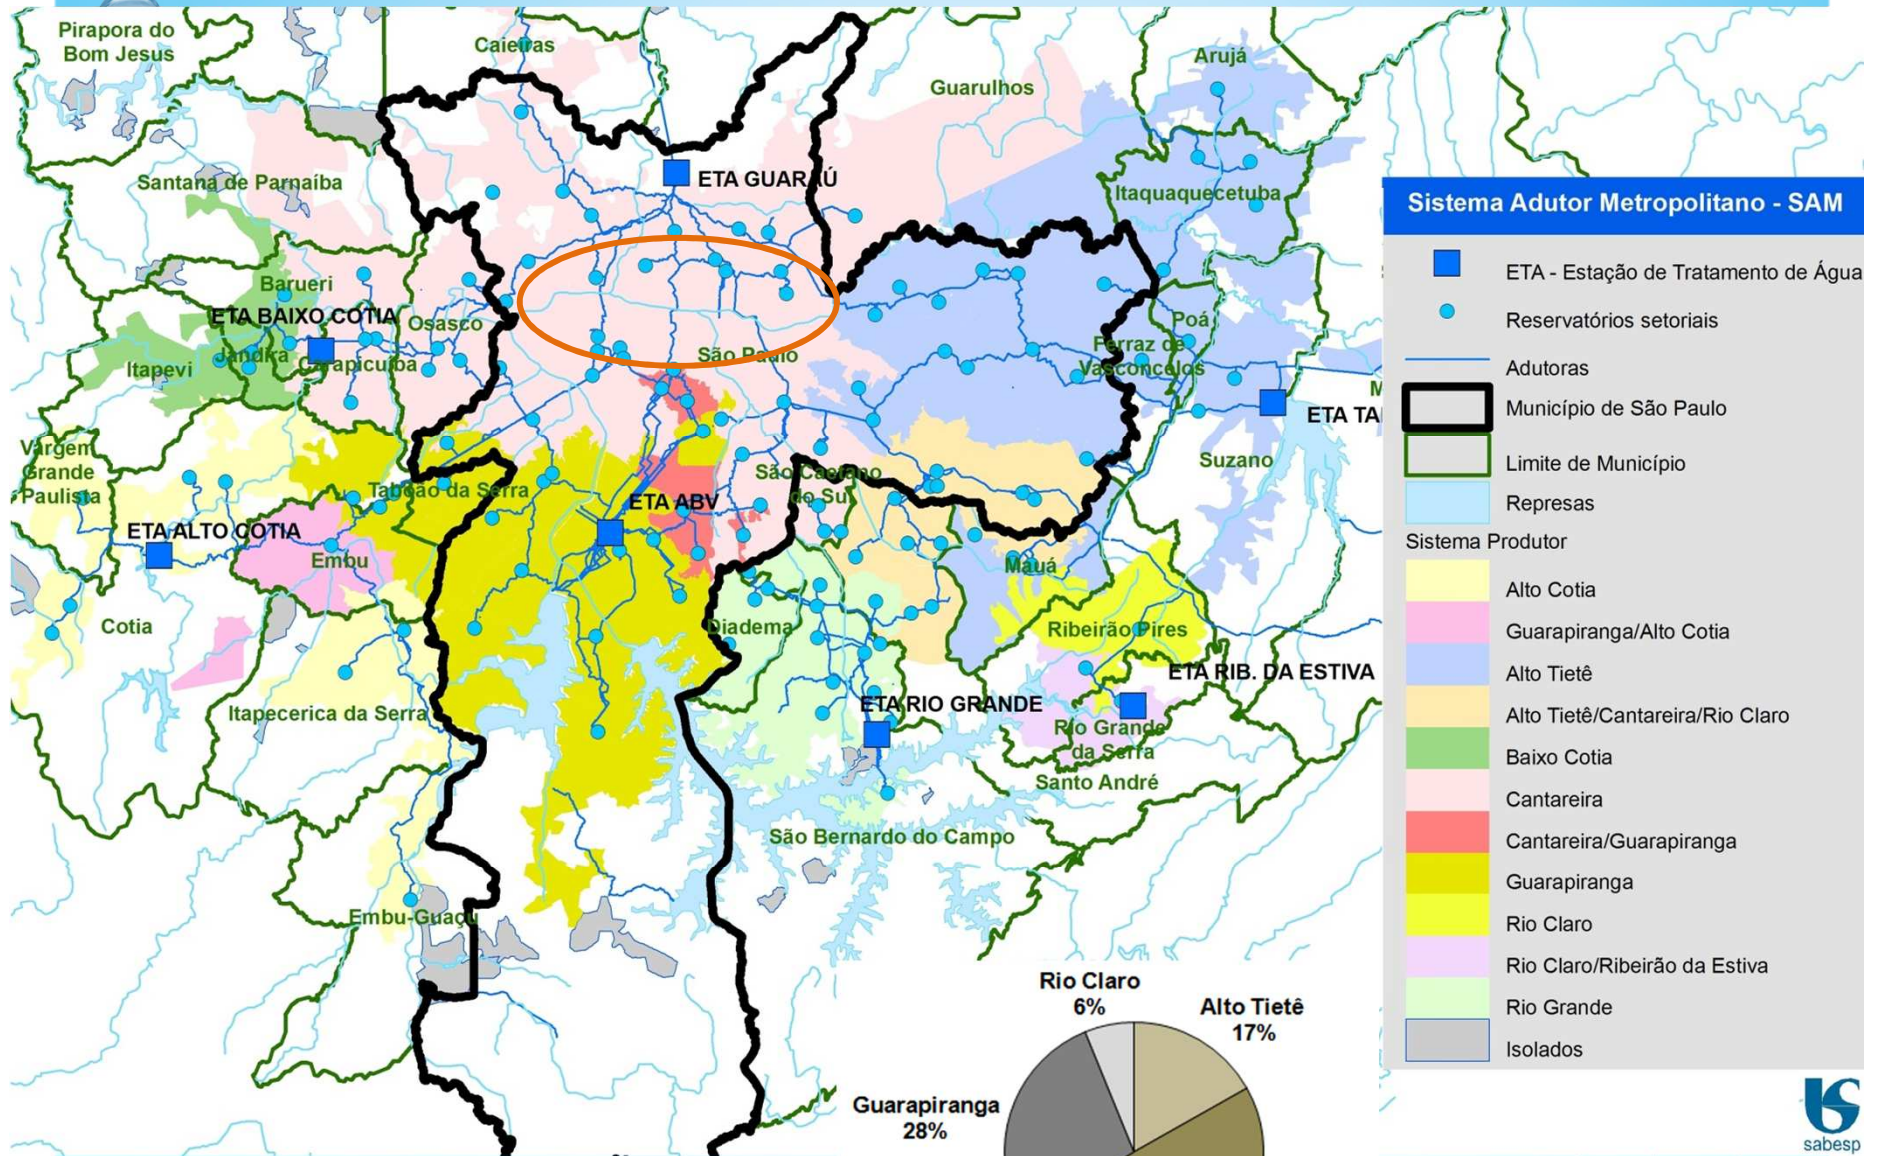 Pirapora do
Bom Jesus
Caieiras
Arujá
Guarulhos
ETA GUARAÚ
Santana de Parnaíba
Itaquaquecetuba
Barueri
ETA BAIXO COTIA
Osasco
Poá
Jandira
Carapicuíba
Itapevi
São Paulo
Ferraz de
Vasconcelos
ETA TA
M
Vargem
Grande
Paulista
Taboão da Serra
São Caetano
do Sul
Suzano
ETA ABV
ETA ALTO COTIA
Embu
Mauá
Cotia
Diadema
Ribeirão Pires
ETA RIB. DA ESTIVA
Itapecerica da Serra
ETA RIO GRANDE
Rio Grande
da Serra
Santo André
São Bernardo do Campo
Embu-Guaçu
Sistema Adutor Metropolitano - SAM
ETA - Estação de Tratamento de Água
Reservatórios setoriais
Adutoras
Município de São Paulo
Limite de Município
Represas
Sistema Produtor
Alto Cotia
Guarapiranga/Alto Cotia
Alto Tietê
Alto Tietê/Cantareira/Rio Claro
Baixo Cotia
Cantareira
Cantareira/Guarapiranga
Guarapiranga
Rio Claro
Rio Claro/Ribeirão da Estiva
Rio Grande
Isolados
Rio Claro
6%
Alto Tietê
17%
Guarapiranga
28%
sabesp